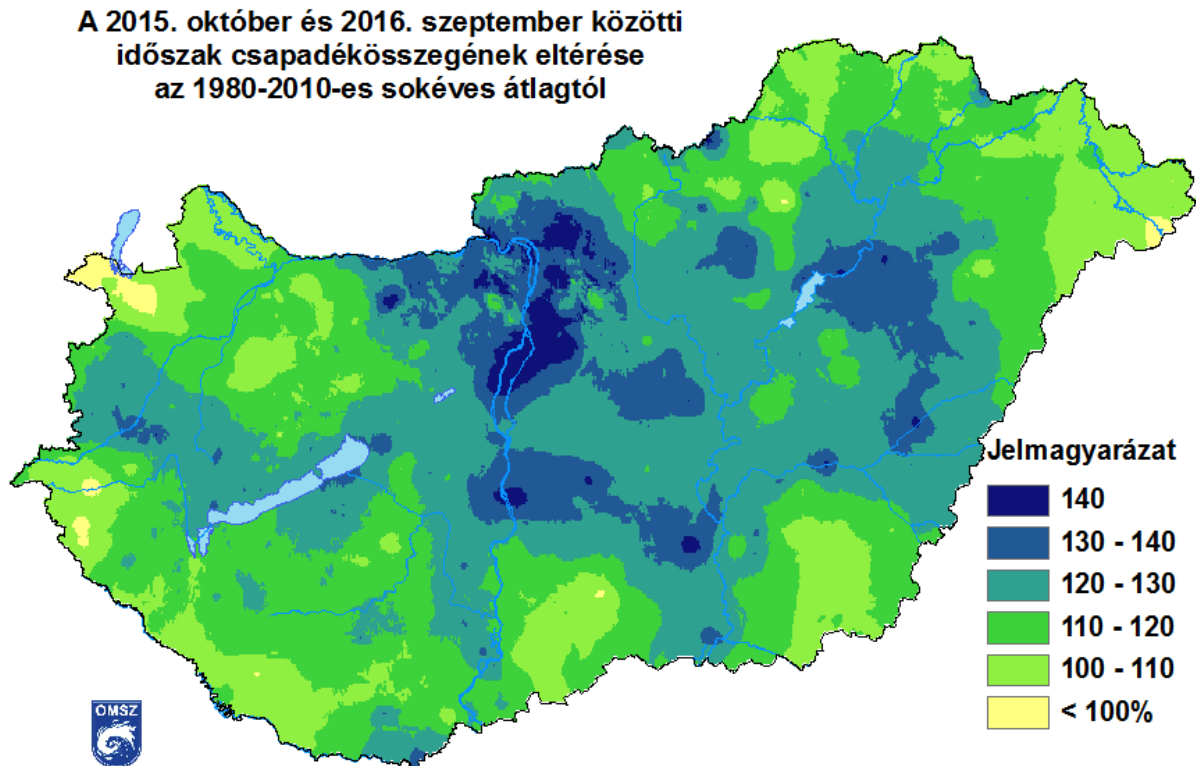 A 2015. október és 2016. szeptember közötti
időszak csapadékösszegének eltérése
az 1980-2010-es sokéves átlagtól
Jelmagyarázat
140
130 - 140
120 - 130
110 - 120
100 - 110
< 100%
OMSZ